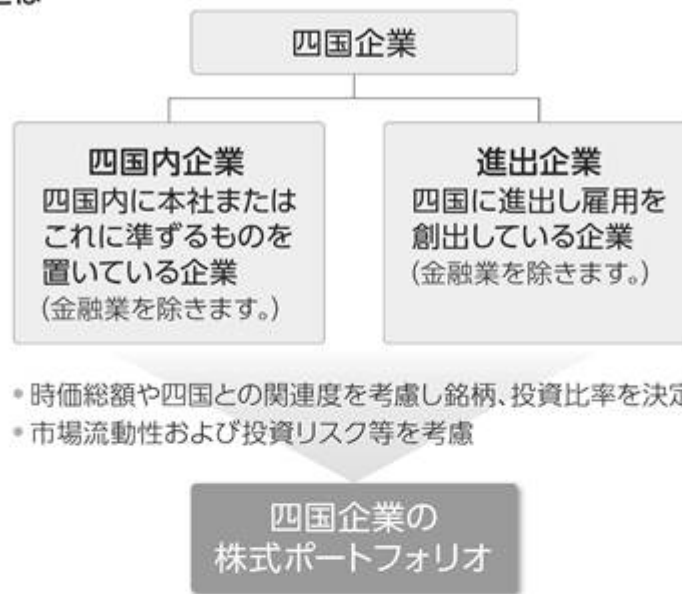 とは
四国企業
四国内企業
四国内に本社または
これに準ずるものを
置いている企業
(金融業を除きます。)
進出企業
四国に進出し雇用を
創出している企業
(金融業を除きます。)
• 時価総額や四国との関連度を考慮し銘柄、投資比率を決定
• 市場流動性および投資リスク等を考慮
四国企業の
株式ポートフォリオ